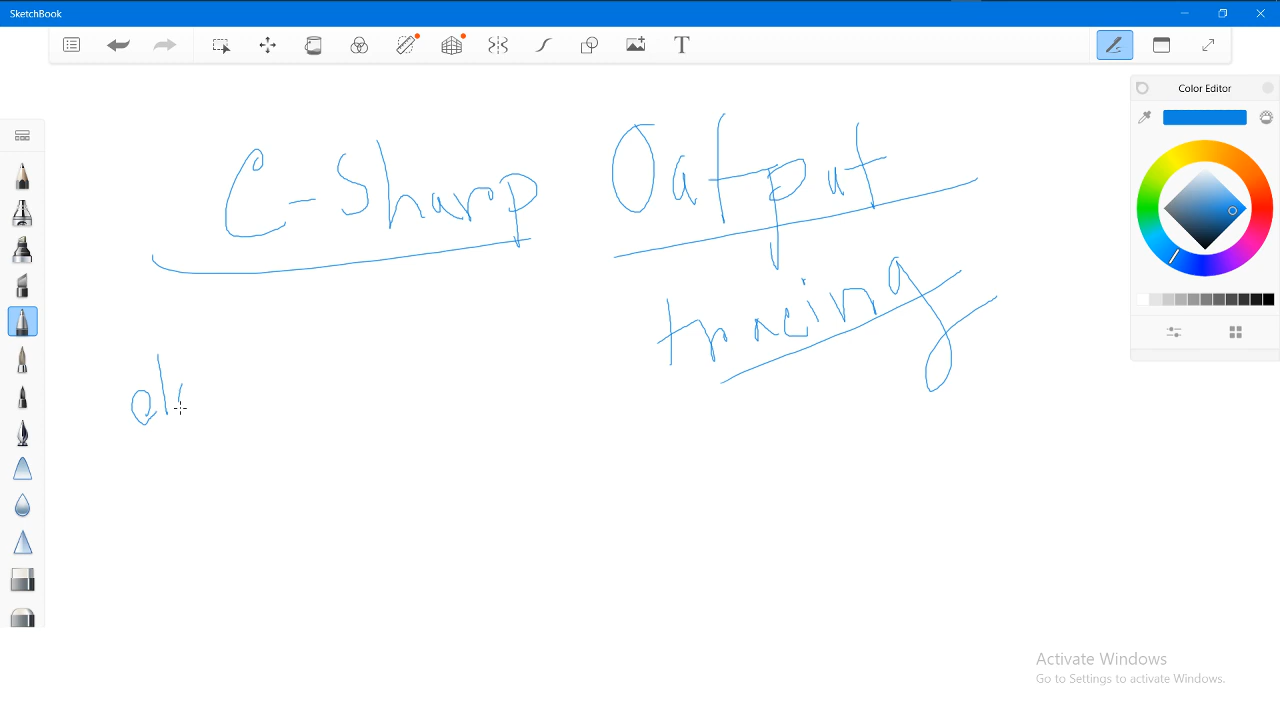 SketchBook
Color Editor
C-Sharp Output
tracing
Activate Windows
Go to Settings to activate Windows.